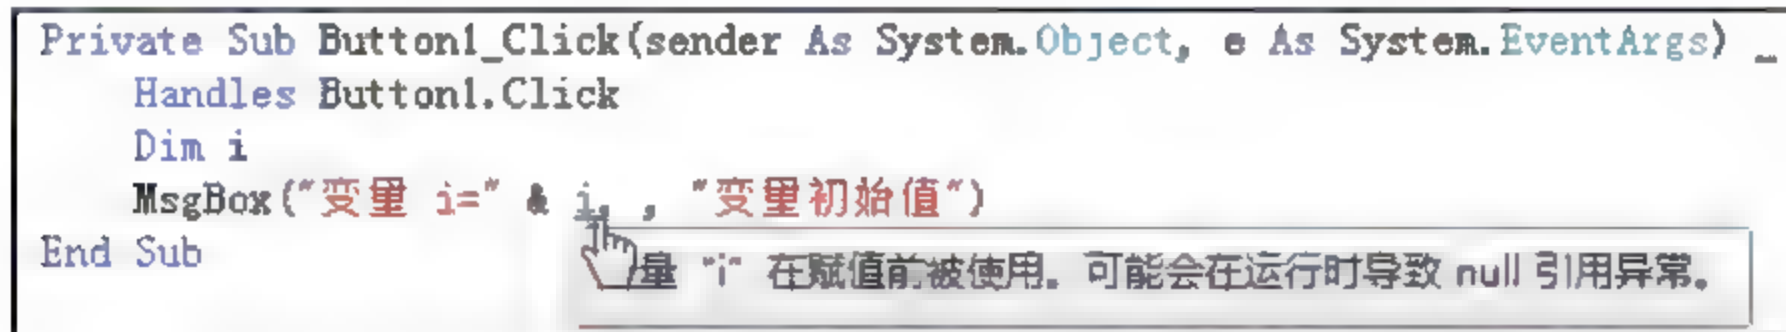 Private Sub Button1_Click(sender As System.Object, e As System.EventArgs) _
Handles Button1.Click
Dim i
MsgBox("变量 i=" & i, , "变量初始值")
End Sub
量 "i" 在赋值前被使用。可能会在运行时导致 null 引用异常。